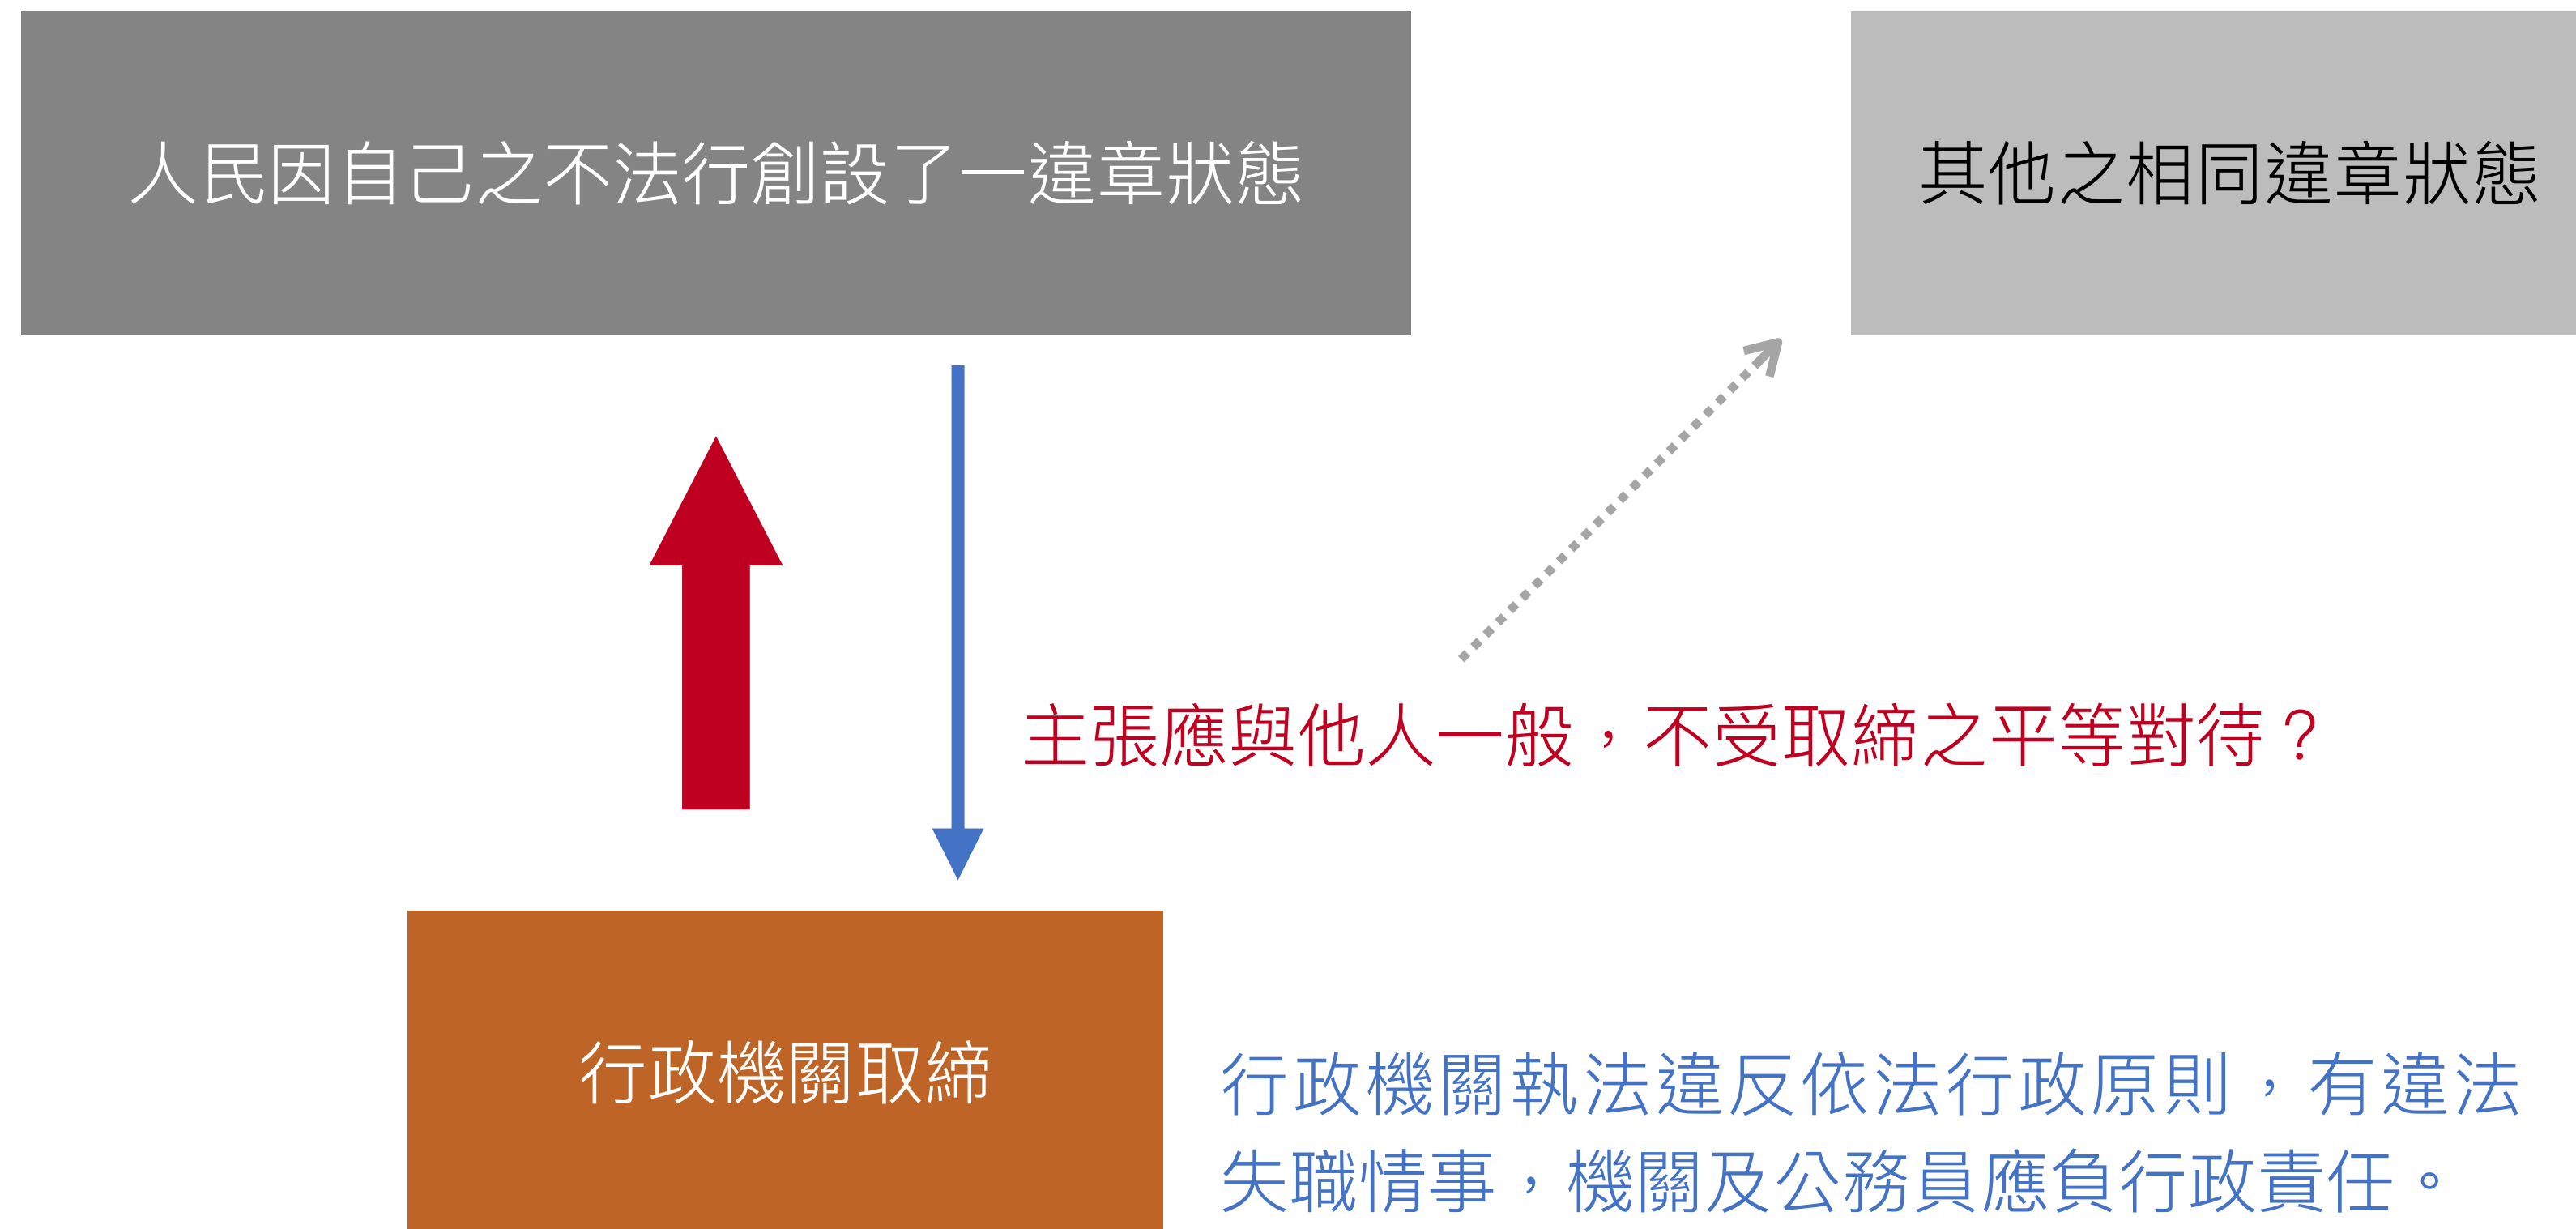 人民因自己之不法行創設了一違章狀態
其他之相同違章狀態
主張應與他人一般，不受取締之平等對待？
行政機關取締
行政機關執法違反依法行政原則，有違法
失職情事，機關及公務員應負行政責任。